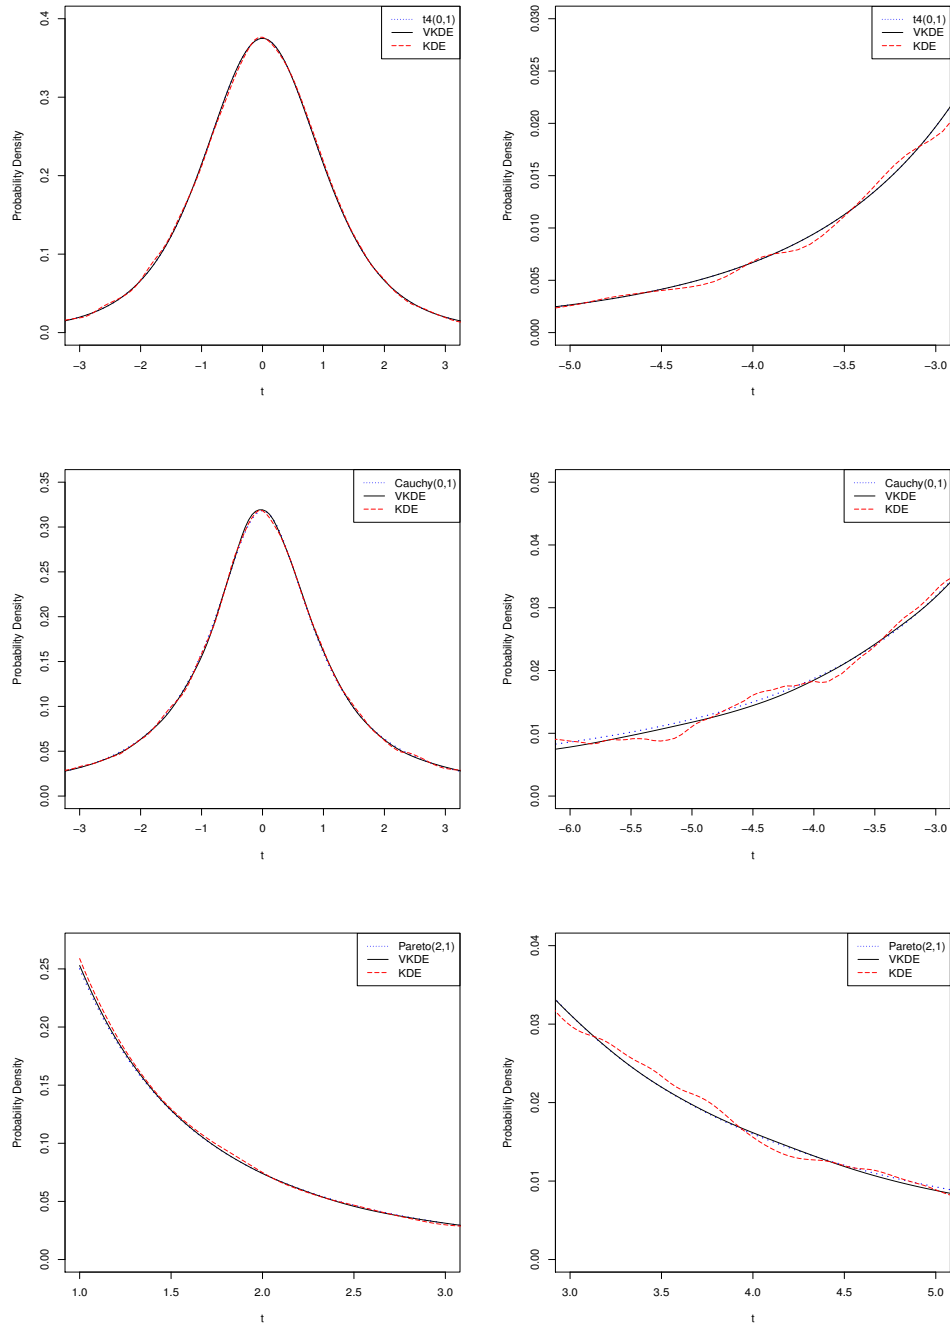 t4(0,1)
VKDE
KDE
Probability Density
0.0 0.1 0.2 0.3 0.4
−3 −2 −1 0 1 2 3
t
t4(0,1)
VKDE
KDE
Probability Density
0.000 0.005 0.010 0.015 0.020 0.025 0.030
−5.0 −4.5 −4.0 −3.5 −3.0
t
Cauchy(0,1)
VKDE
KDE
Probability Density
0.00 0.05 0.10 0.15 0.20 0.25 0.30 0.35
−3 −2 −1 0 1 2 3
t
Cauchy(0,1)
VKDE
KDE
Probability Density
0.00 0.01 0.02 0.03 0.04 0.05
−6.0 −5.5 −5.0 −4.5 −4.0 −3.5 −3.0
t
Pareto(2,1)
VKDE
KDE
Probability Density
0.00 0.05 0.10 0.15 0.20 0.25
1.0 1.5 2.0 2.5 3.0
t
Pareto(2,1)
VKDE
KDE
Probability Density
0.00 0.01 0.02 0.03 0.04
3.0 3.5 4.0 4.5 5.0
t